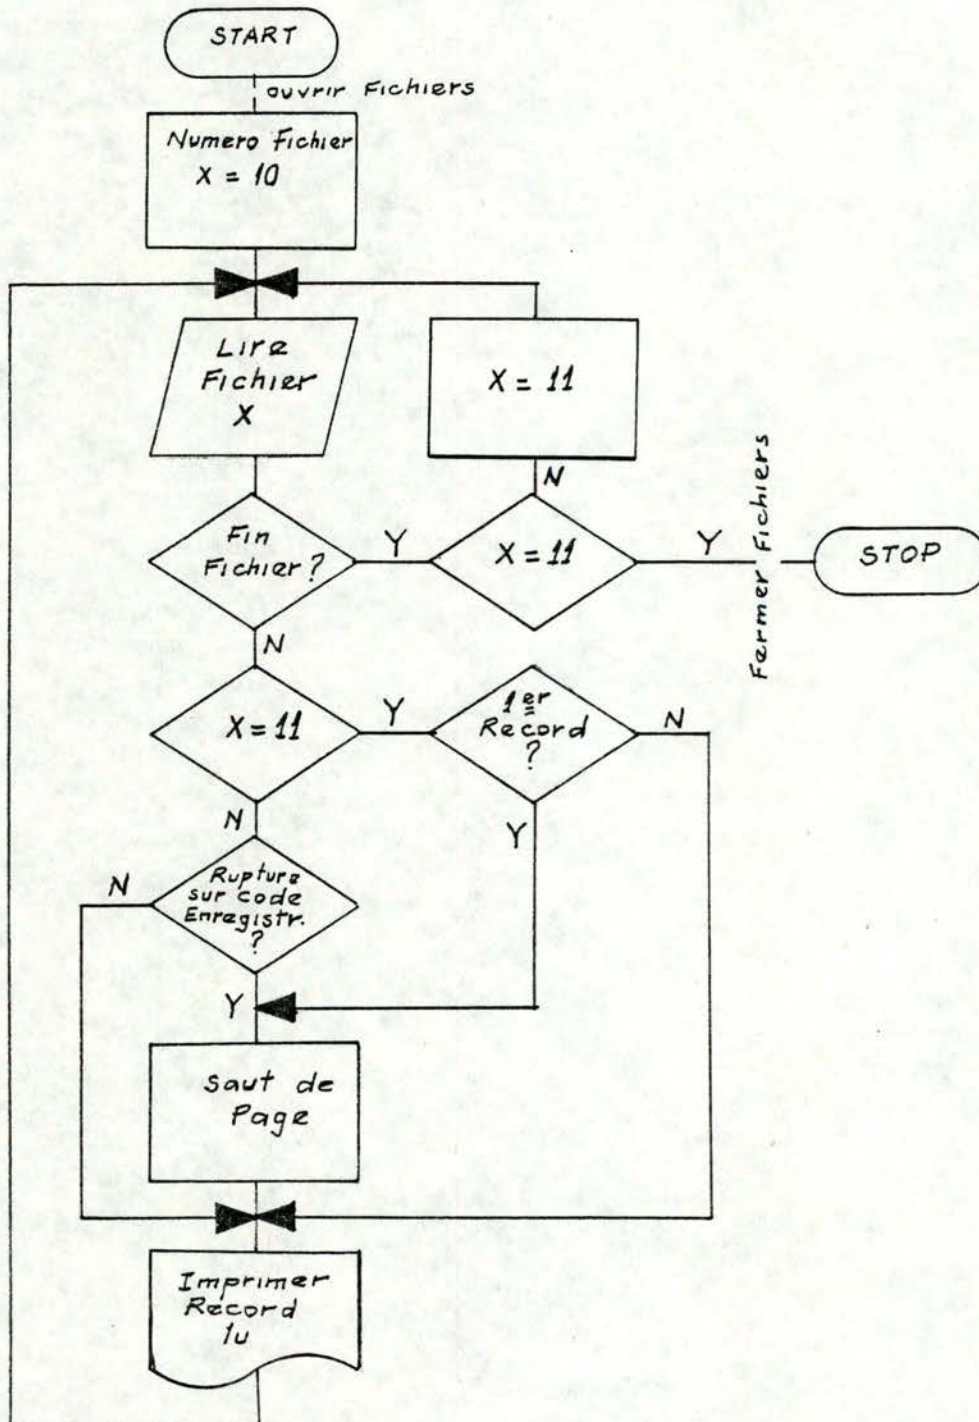 START
ouvrir Fichiers
Numero Fichier
X = 10
Lire
Fichier
X
X = 11
N
Fin
Fichier ?
Y
X = 11
Y
Fermer Fichiers
STOP
N
X = 11
Y
1er
Record
?
N
N
Y
Rupture
sur code
Enregistr.
?
N
Y
Saut de
Page
Imprimer
Record
lu